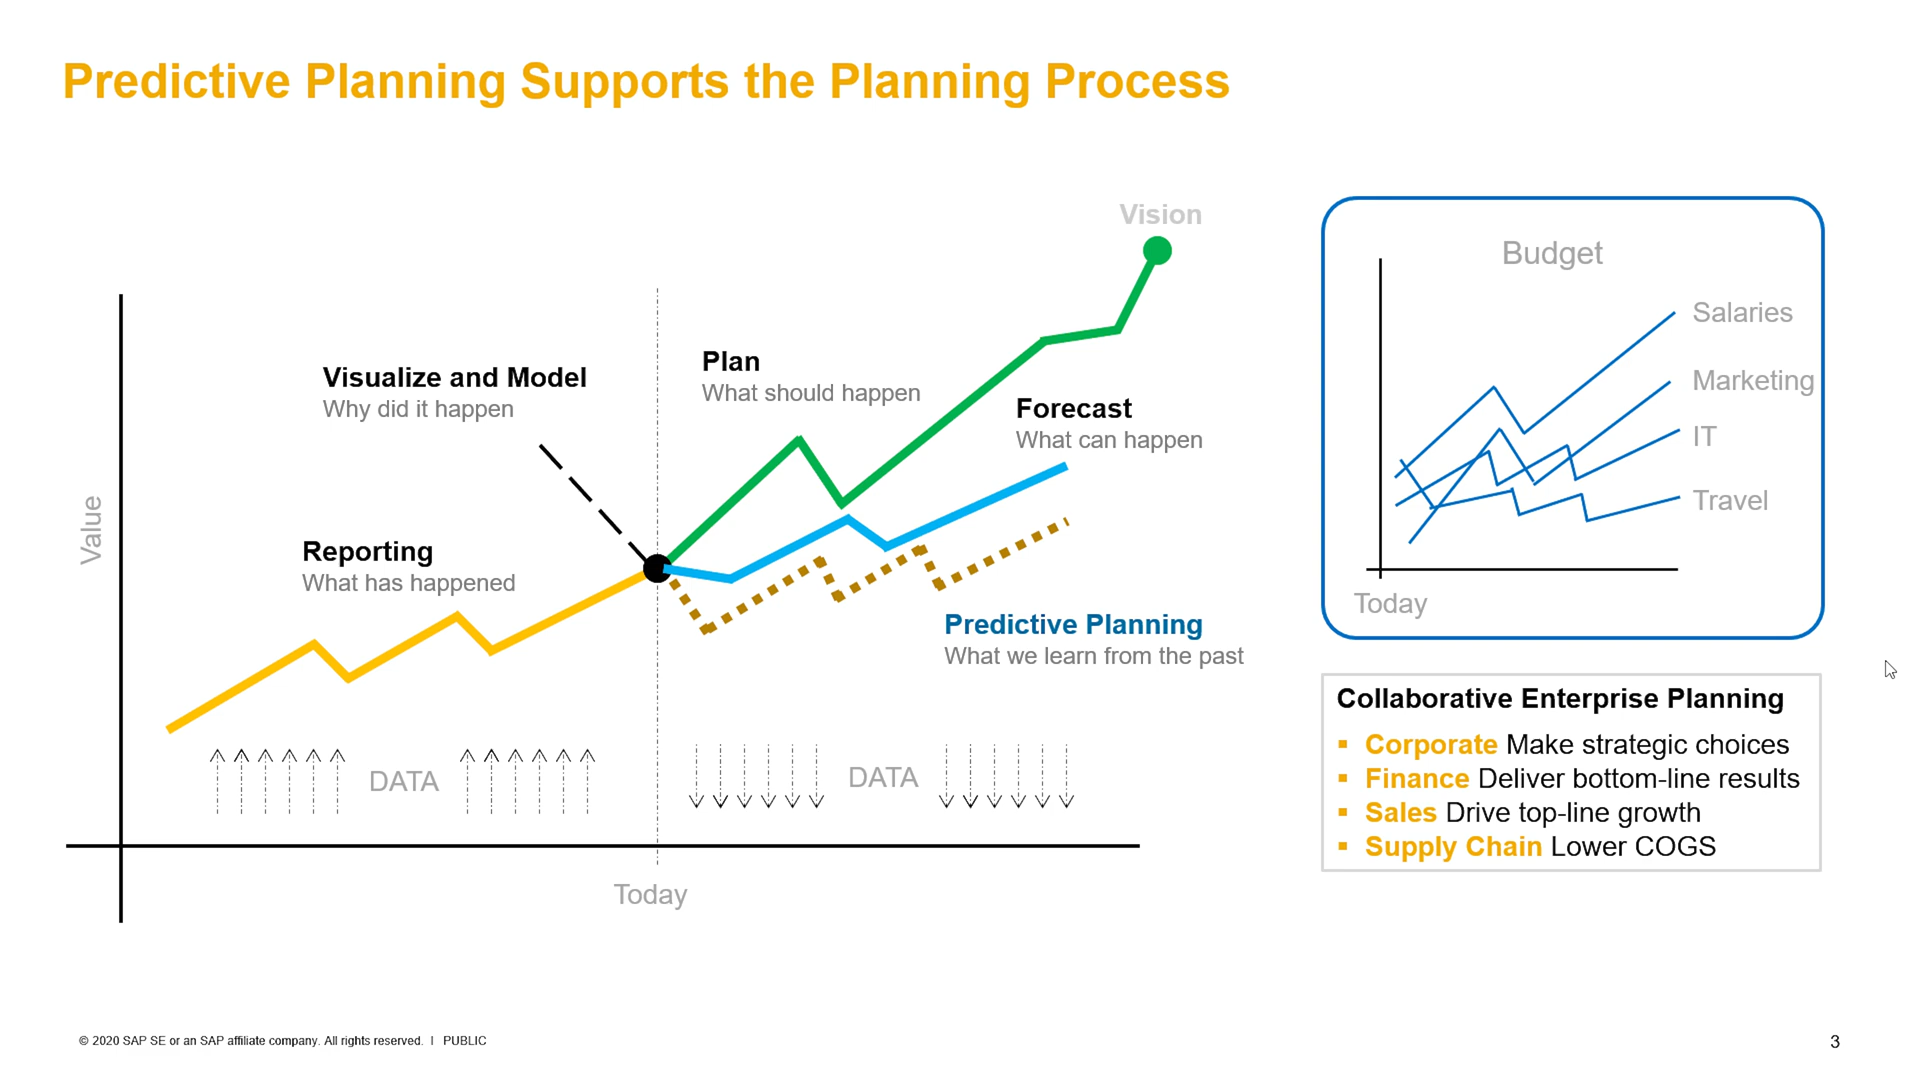 Predictive Planning Supports the Planning Process
Vision
Visualize and Model
Why did it happen
Plan
What should happen
Forecast
What can happen
Value
Reporting
What has happened
Predictive Planning
What we learn from the past
DATA
DATA
Today
Budget
Salaries
Marketing
IT
Travel
Today
Collaborative Enterprise Planning
▪ Corporate Make strategic choices
▪ Finance Deliver bottom-line results
▪ Sales Drive top-line growth
▪ Supply Chain Lower COGS
© 2020 SAP SE or an SAP affiliate company. All rights reserved. | PUBLIC
3